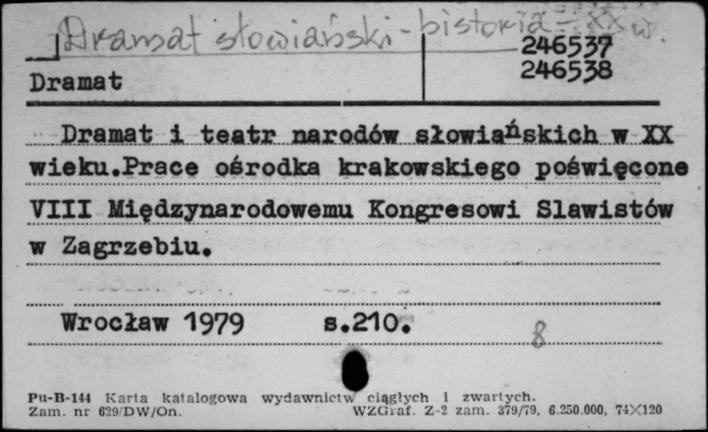 Dramat słowiański - historia - XX w.
246537
Dramat 246538
Dramat i teatr narodów słowiańskich w XX
wieku.Prace ośrodka krakowskiego poświęcone
VIII Międzynarodowemu Kongresowi Slawistów
w Zagrzebiu.
Wrocław 1979 s.210.
8
Pu-B-144 Karta katalogowa wydawnictw ciągłych i zwartych.
Zam. nr 629/DW/On. WZGraf. Z-2 zam. 379/79, 6.250.000, 74×120